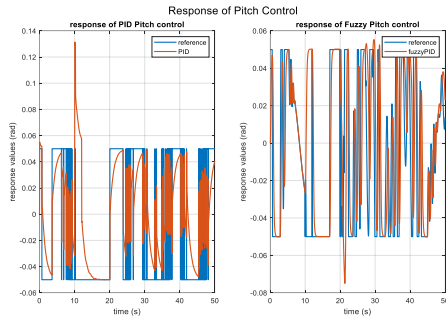 Response of Pitch Control
response of PID Pitch control
0.14
0.12
0.1
0.08
0.06
0.04
0.02
0
-0.02
-0.04
-0.06
response values (rad)
0 10 20 30 40 50
time (s)
reference
PID
response of Fuzzy Pitch control
0.06
0.04
0.02
0
-0.02
-0.04
-0.06
-0.08
response values (rad)
0 10 20 30 40 50
time (s)
reference
fuzzyPID